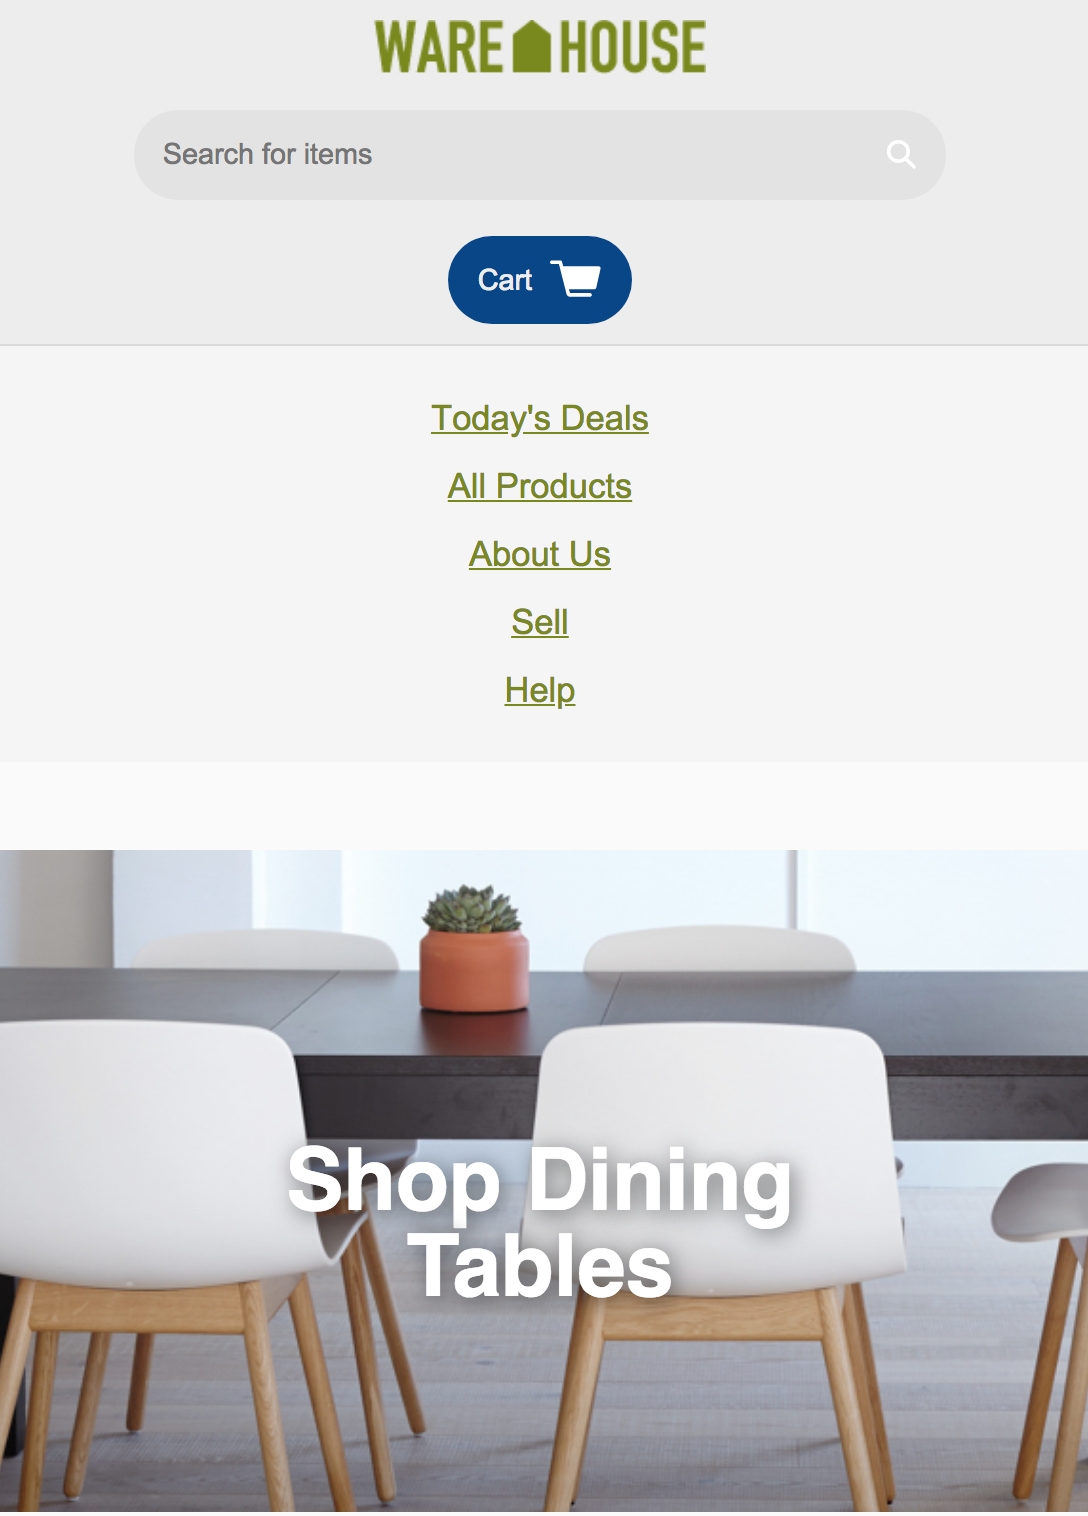 WARE HOUSE
Search for items
Cart
Today's Deals
All Products
About Us
Sell
Help
Shop Dining
Tables